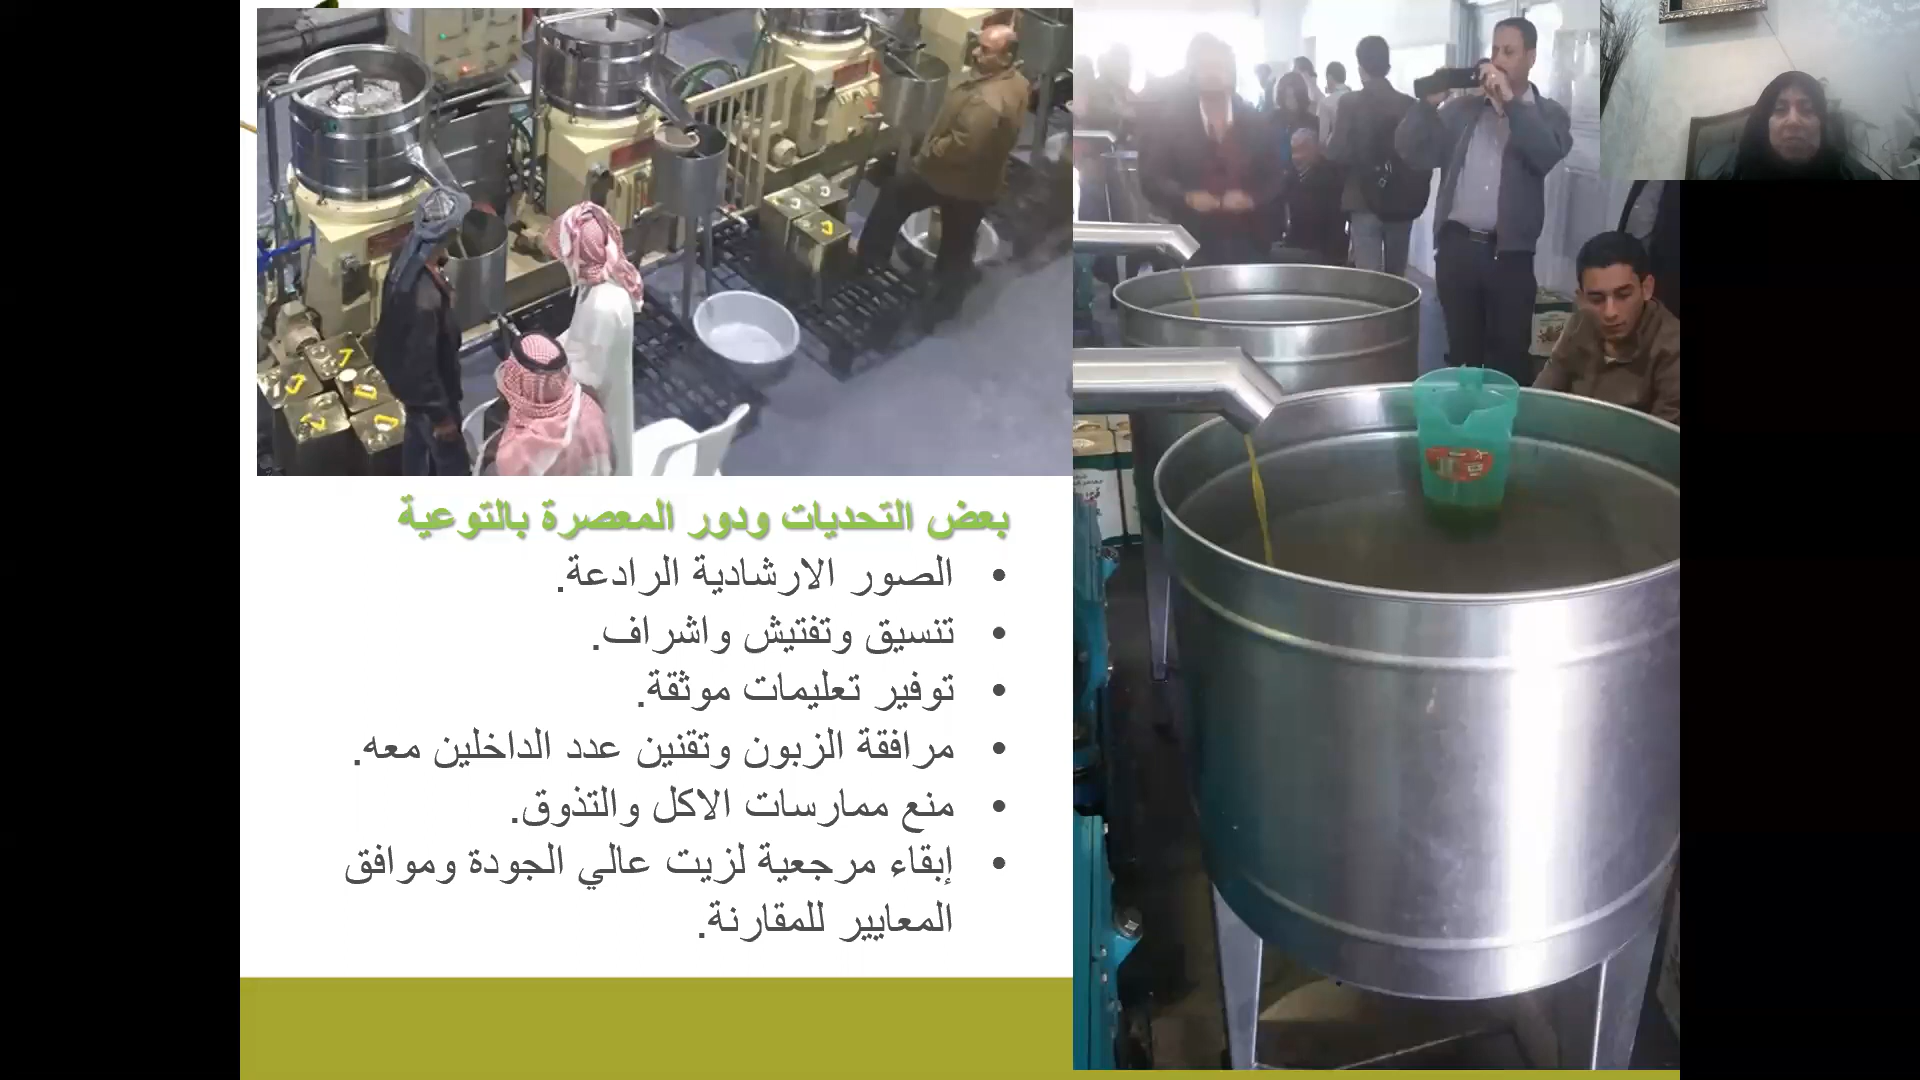 بعض التحديات ودور المعصرة بالتوعية
• الصور الارشادية الرادعة.
• تنسيق وتفتيش واشراف.
• توفير تعليمات موثقة.
• مرافقة الزبون وتقنين عدد الداخلين معه.
• منع ممارسات الاكل والتذوق.
• إبقاء مرجعية لزيت عالي الجودة وموافق
المعايير للمقارنة.